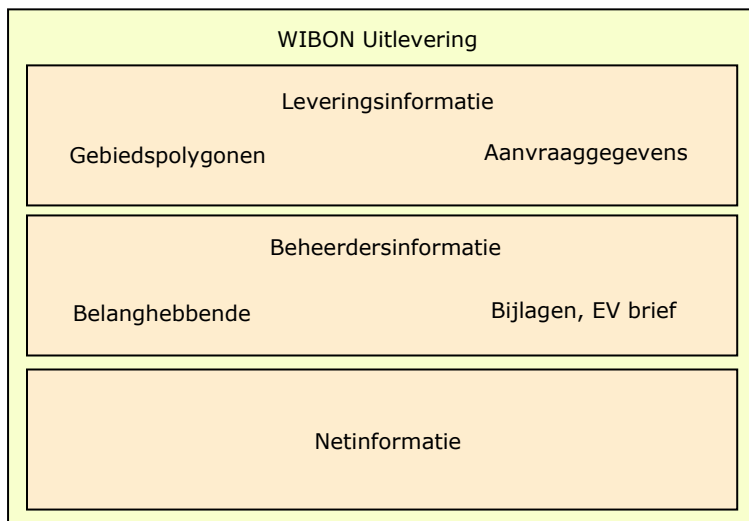 WIBON Uitlevering
Leveringsinformatie
Gebiedspolygonen
Aanvraaggegevens
Beheerdersinformatie
Belanghebbende
Bijlagen, EV brief
Netinformatie